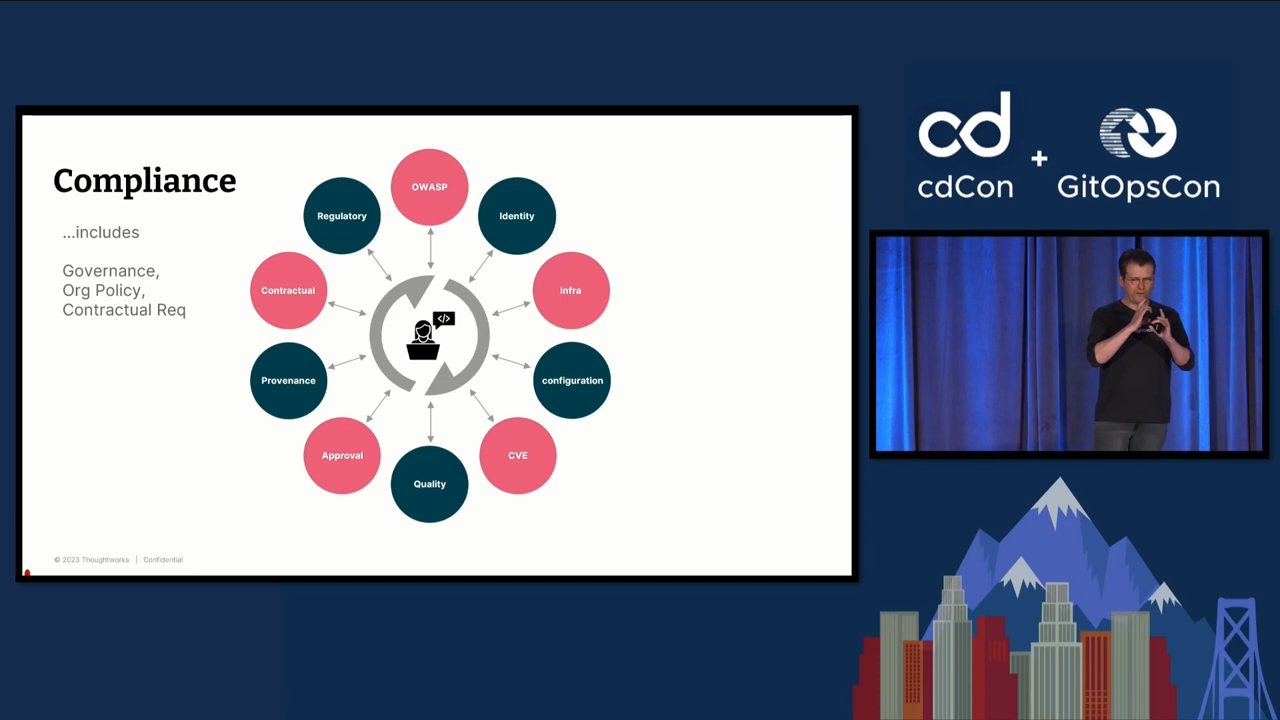 Compliance
...includes
Governance,
Org Policy,
Contractual Req
OWASP
Regulatory
Identity
Contractual
Infra
Provenance
configuration
Approval
CVE
Quality
</>
© 2023 Thoughtworks | Confidential
cd
+
cdCon
GitOpsCon